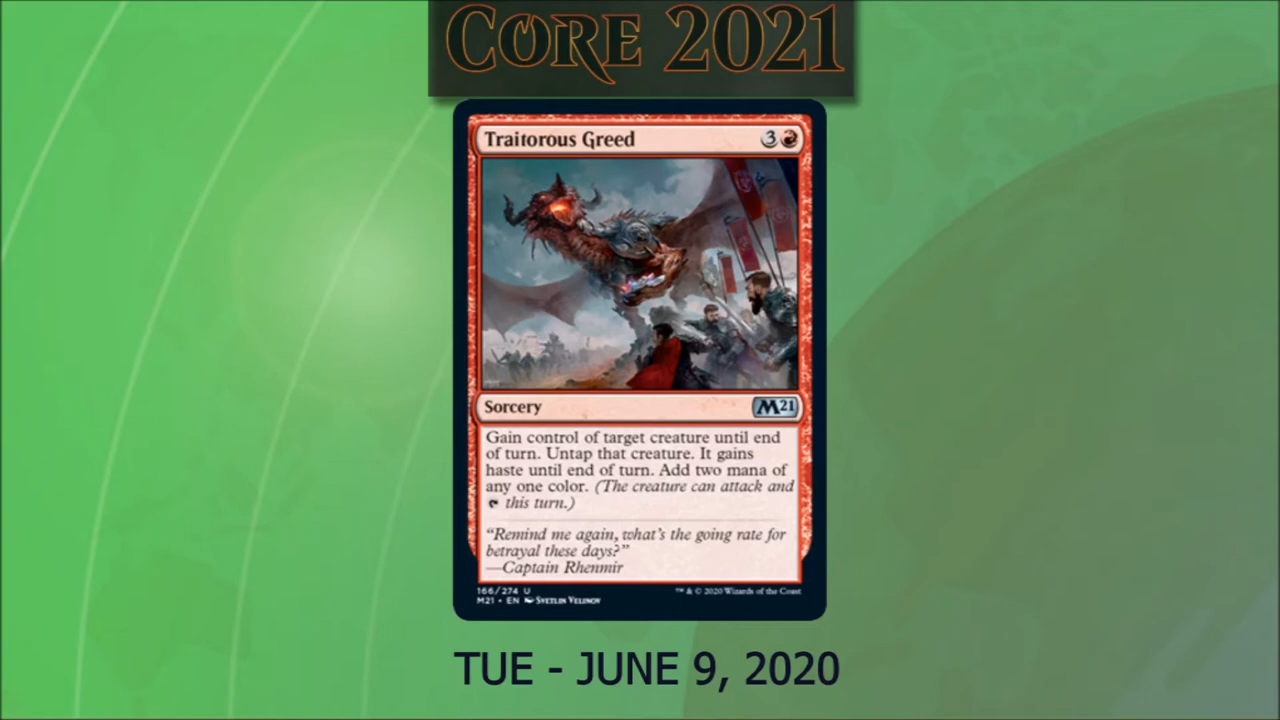 CORE 2021
Traitorous Greed 3
Sorcery M21
Gain control of target creature until end
of turn. Untap that creature. It gains
haste until end of turn. Add two mana of
any one color. (The creature can attack and
this turn.)
"Remind me again, what's the going rate for
betrayal these days?"
—Captain Rhenmir
166/274 U
M21 • EN SVETLIN VELINOV
™ & © 2020 Wizards of the Coast
TUE - JUNE 9, 2020